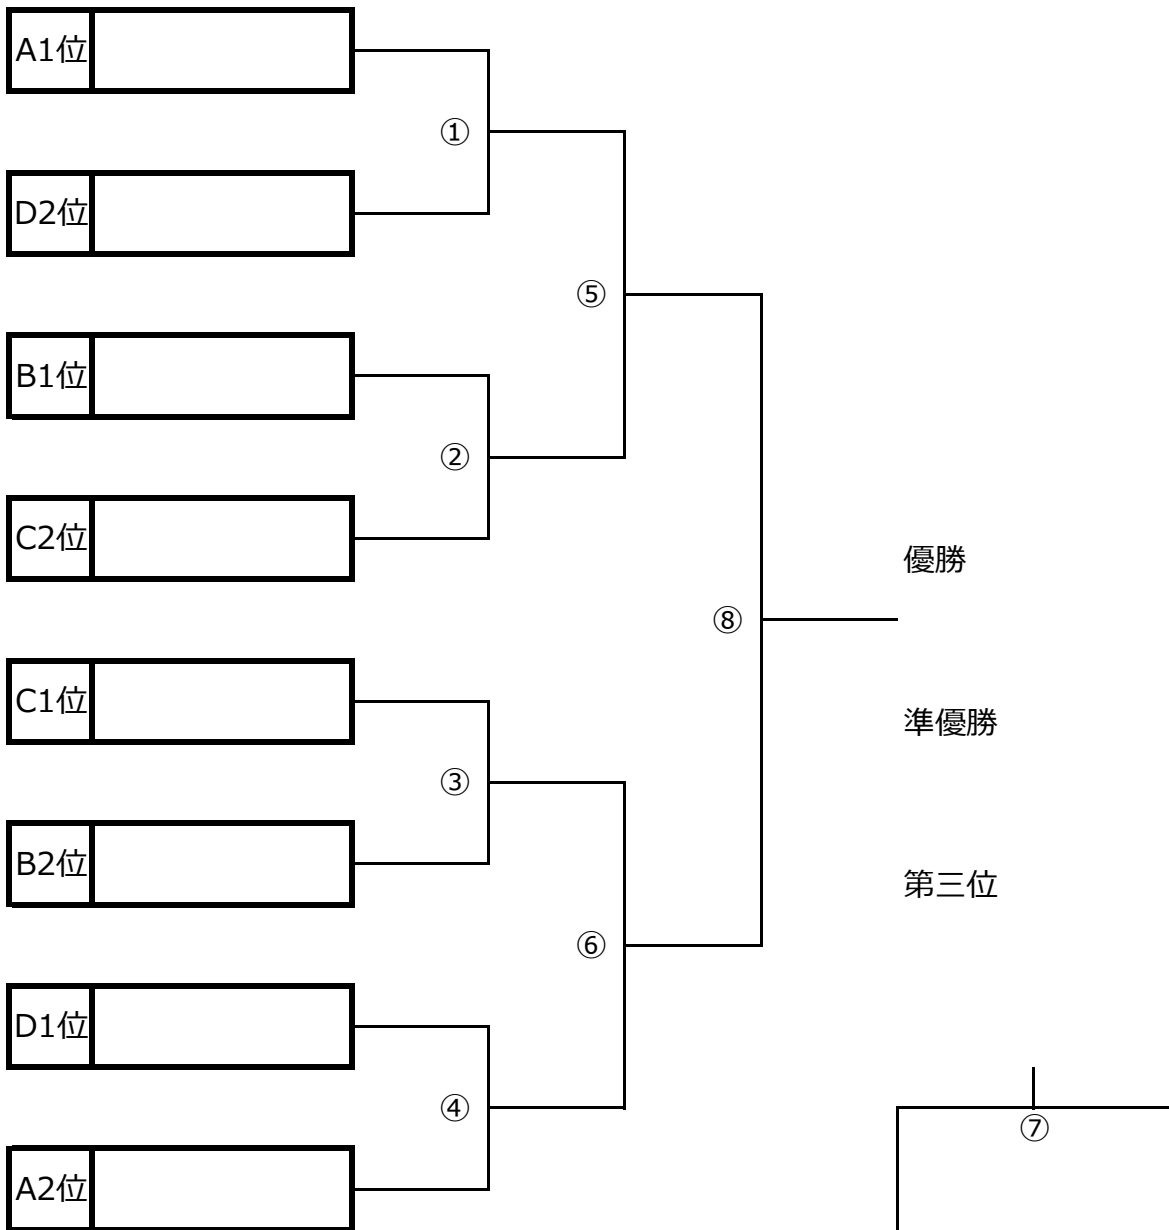 A1位
①
D2位
⑤
B1位
②
C2位
優勝
⑧
C1位
準優勝
③
B2位
第三位
⑥
D1位
④
⑦
A2位